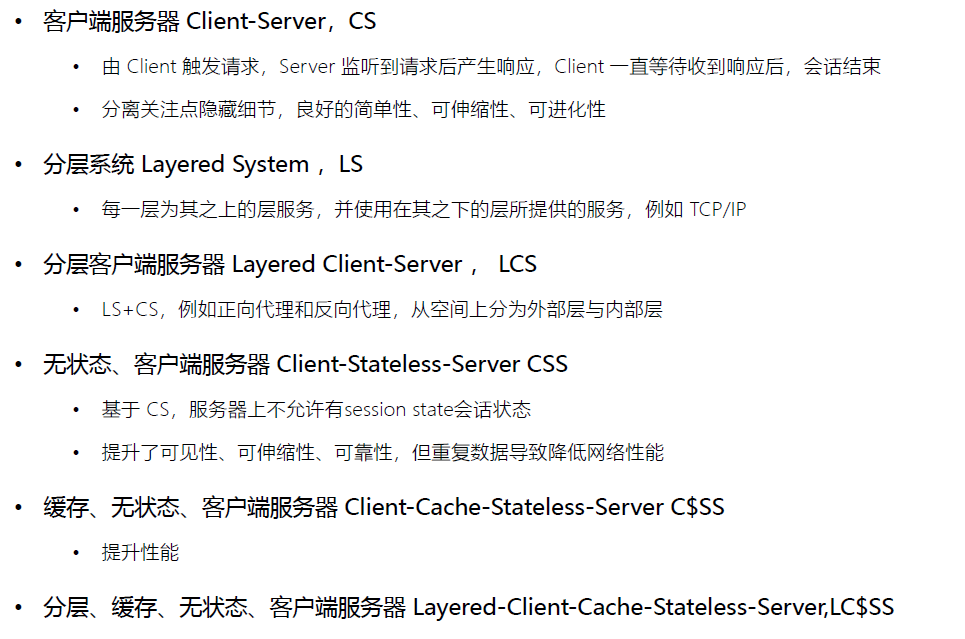 • 客户端服务器 Client-Server，CS
• 由 Client 触发请求，Server 监听到请求后产生响应，Client 一直等待收到响应后，会话结束
• 分离关注点隐藏细节，良好的简单性、可伸缩性、可进化性
• 分层系统 Layered System ，LS
• 每一层为其之上的层服务，并使用在其之下的层所提供的服务，例如 TCP/IP
• 分层客户端服务器 Layered Client-Server ， LCS
• LS+CS，例如正向代理和反向代理，从空间上分为外部层与内部层
• 无状态、客户端服务器 Client-Stateless-Server CSS
• 基于 CS，服务器上不允许有session state会话状态
• 提升了可见性、可伸缩性、可靠性，但重复数据导致降低网络性能
• 缓存、无状态、客户端服务器 Client-Cache-Stateless-Server C$SS
• 提升性能
• 分层、缓存、无状态、客户端服务器 Layered-Client-Cache-Stateless-Server,LC$SS